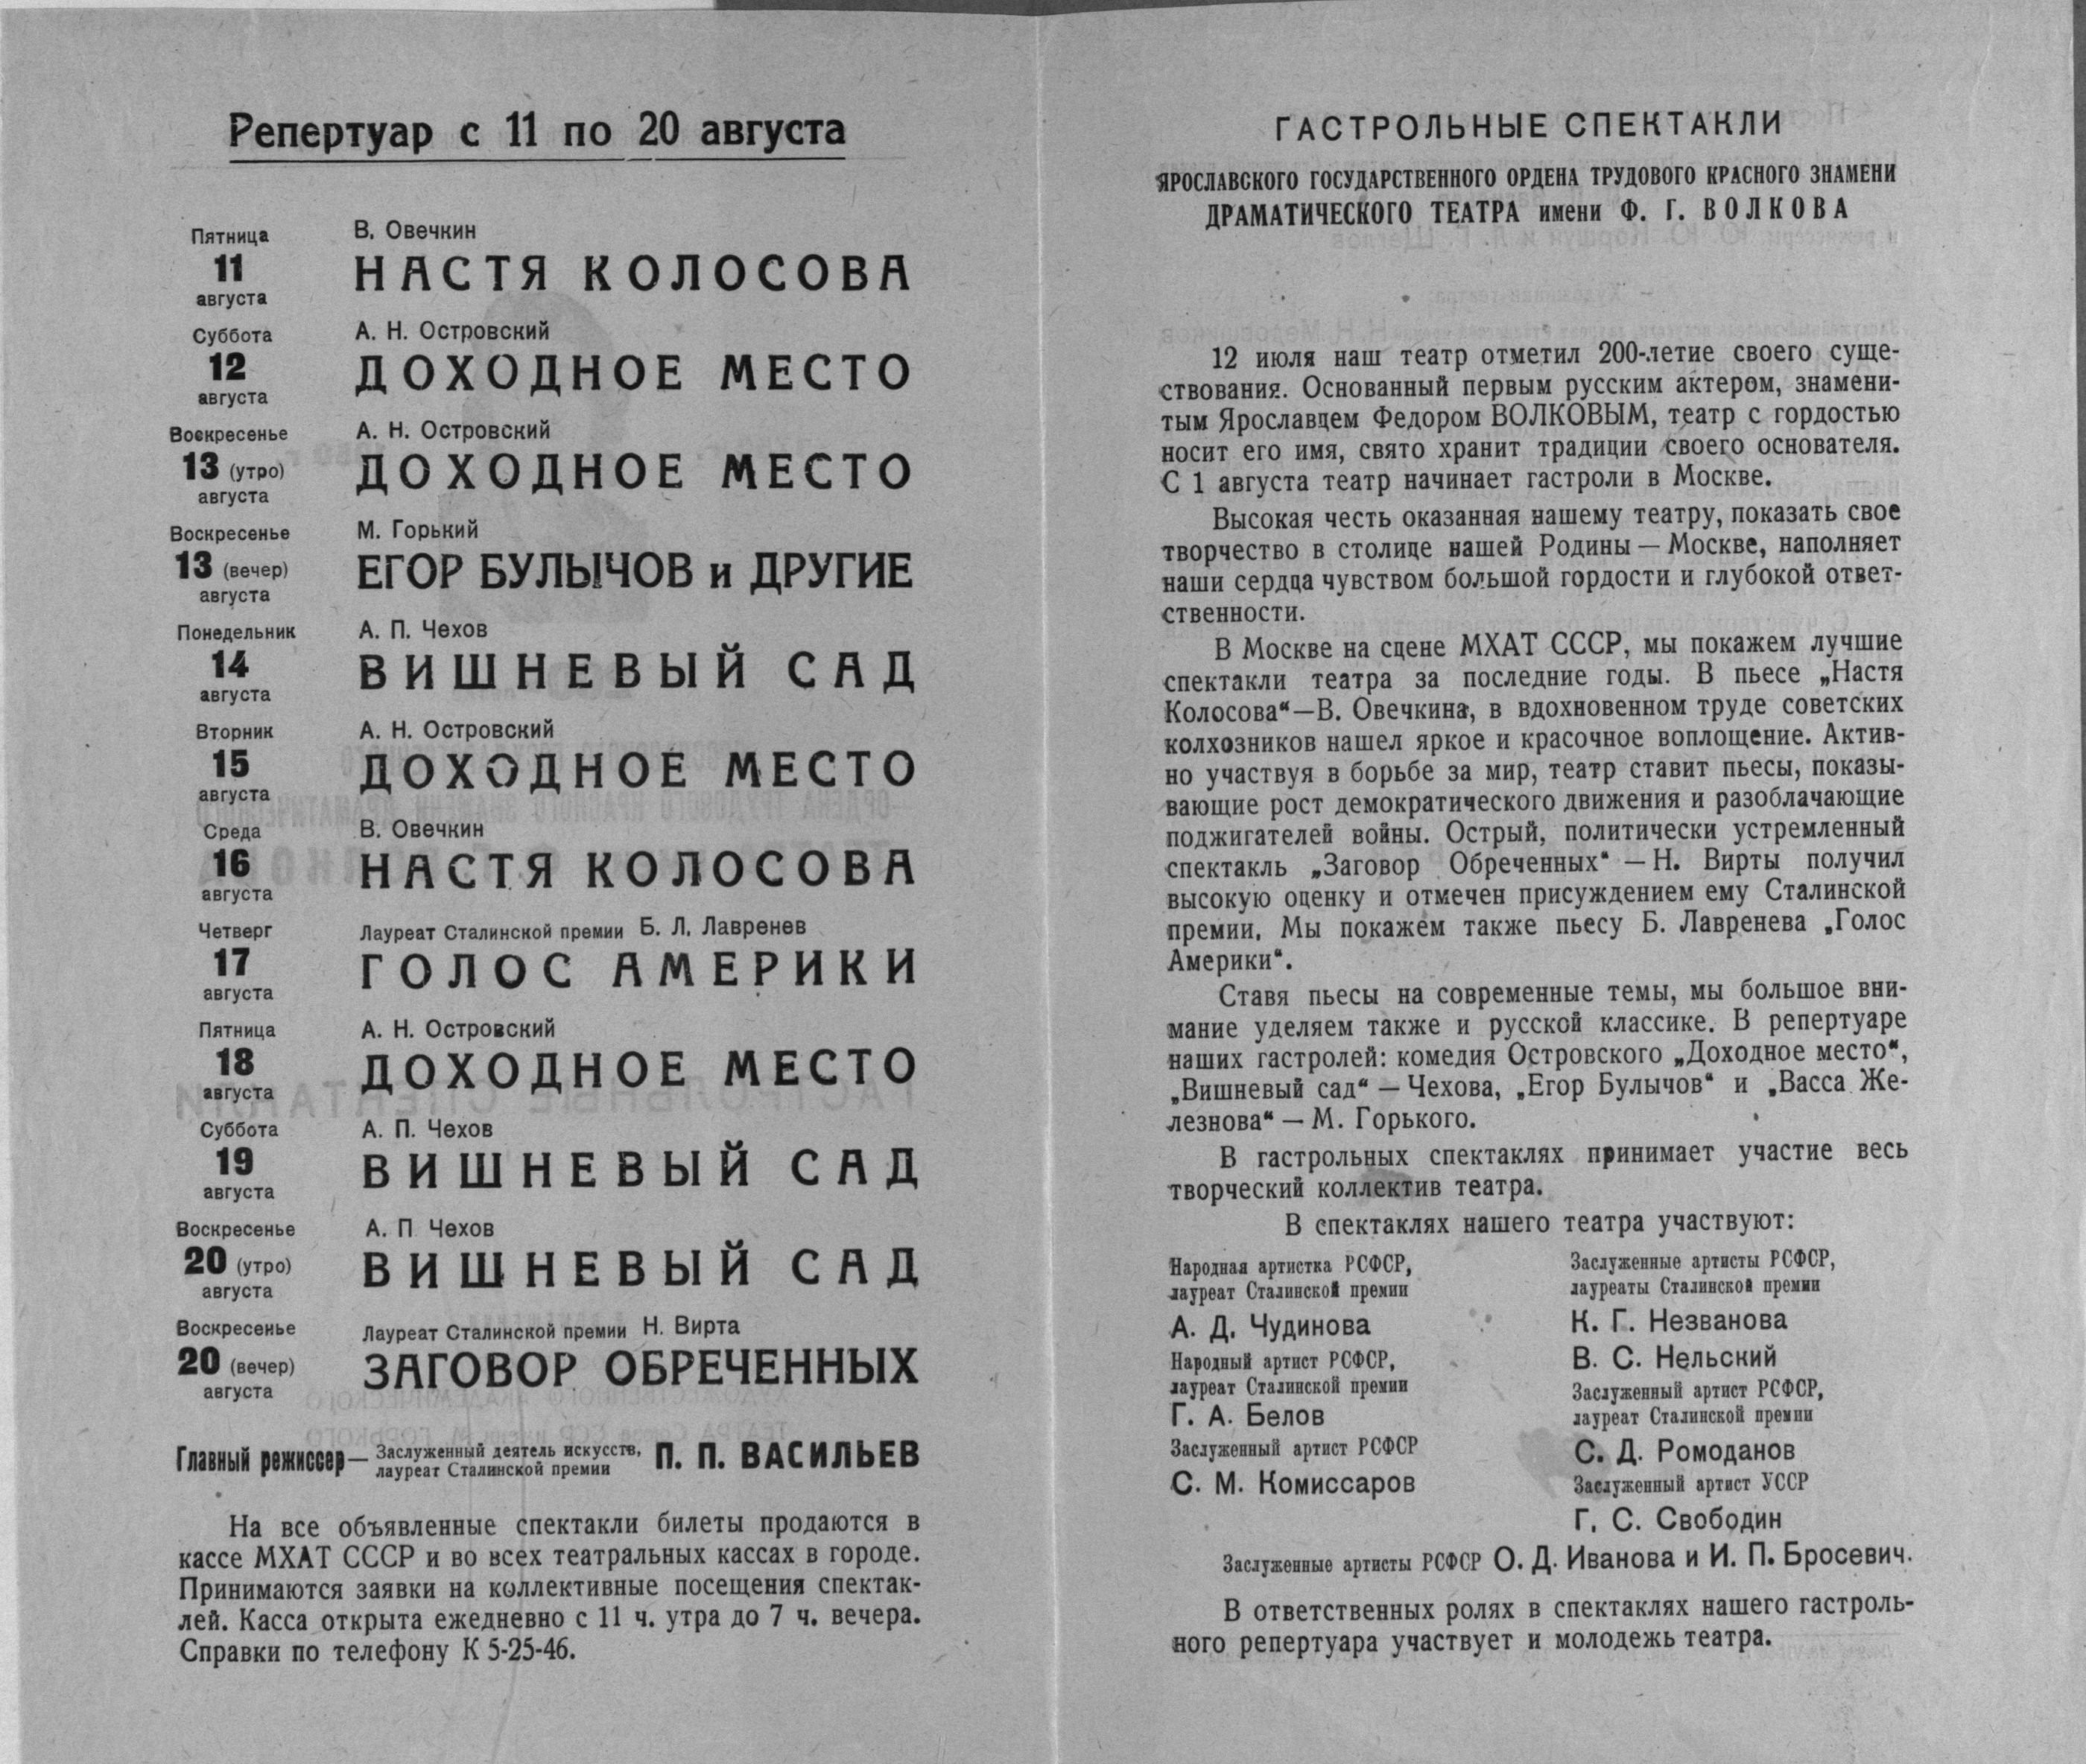 Репертуар с 11 по 20 августа
Пятница
11
августа
В. Овечкин
НАСТЯ КОЛОСОВА
Суббота
12
августа
А. Н. Островский
ДОХОДНОЕ МЕСТО
Воскресенье
13 (утро)
августа
А. Н. Островский
ДОХОДНОЕ МЕСТО
Воскресенье
13 (вечер)
августа
М. Горький
ЕГОР БУЛЫЧОВ и ДРУГИЕ
Понедельник
14
августа
А. П. Чехов
ВИШНЕВЫЙ САД
Вторник
15
августа
А. Н. Островский
ДОХОДНОЕ МЕСТО
Среда
16
августа
В. Овечкин
НАСТЯ КОЛОСОВА
Четверг
17
августа
Лауреат Сталинской премии Б. Л. Лавренев
ГОЛОС АМЕРИКИ
Пятница
18
августа
А. Н. Островский
ДОХОДНОЕ МЕСТО
Суббота
19
августа
А. П. Чехов
ВИШНЕВЫЙ САД
Воскресенье
20 (утро)
августа
А. П Чехов
ВИШНЕВЫЙ САД
Воскресенье
20 (вечер)
августа
Лауреат Сталинской премии Н. Вирта
ЗАГОВОР ОБРЕЧЕННЫХ
Главный режиссер— Заслуженный деятель искусств, лауреат Сталинской премии П. П. ВАСИЛЬЕВ
На все объявленные спектакли билеты продаются в
кассе МХАТ СССР и во всех театральных кассах в городе.
Принимаются заявки на коллективные посещения спектак-
лей. Касса открыта ежедневно с 11 ч. утра до 7 ч. вечера.
Справки по телефону К 5-25-46.
ГАСТРОЛЬНЫЕ СПЕКТАКЛИ
ЯРОСЛАВСКОГО ГОСУДАРСТВЕННОГО ОРДЕНА ТРУДОВОГО КРАСНОГО ЗНАМЕНИ
ДРАМАТИЧЕСКОГО ТЕАТРА имени Ф. Г. ВОЛКОВА
12 июля наш театр отметил 200-летие своего суще-
ствования. Основанный первым русским актером, знамени-
тым Ярославцем Федором ВОЛКОВЫМ, театр с гордостью
носит его имя, свято хранит традиции своего основателя.
С 1 августа театр начинает гастроли в Москве.
Высокая честь оказанная нашему театру, показать свое
творчество в столице нашей Родины — Москве, наполняет
наши сердца чувством большой гордости и глубокой ответ-
ственности.
В Москве на сцене МХАТ СССР, мы покажем лучшие
спектакли театра за последние годы. В пьесе „Настя
Колосова“—В. Овечкина, в вдохновенном труде советских
колхозников нашел яркое и красочное воплощение. Актив-
но участвуя в борьбе за мир, театр ставит пьесы, показы-
вающие рост демократического движения и разоблачающие
поджигателей войны. Острый, политически устремленный
спектакль „Заговор Обреченных“ — Н. Вирты получил
высокую оценку и отмечен присуждением ему Сталинской
премии. Мы покажем также пьесу Б. Лавренева „Голос
Америки“.
Ставя пьесы на современные темы, мы большое вни-
мание уделяем также и русской классике. В репертуаре
наших гастролей: комедия Островского „Доходное место“,
„Вишневый сад“ — Чехова, „Егор Булычов“ и „Васса Же-
лезнова“ — М. Горького.
В гастрольных спектаклях принимает участие весь
творческий коллектив театра.
В спектаклях нашего театра участвуют:
Народная артистка РСФСР,
лауреат Сталинской премии
А. Д. Чудинова
Народный артист РСФСР,
лауреат Сталинской премии
Г. А. Белов
Заслуженный артист РСФСР
С. М. Комиссаров
Заслуженные артисты РСФСР,
лауреаты Сталинской премии
К. Г. Незванова
В. С. Нельский
Заслуженный артист РСФСР,
лауреат Сталинской премии
С. Д. Ромоданов
Заслуженный артист УССР
Г. С. Свободин
Заслуженные артисты РСФСР О. Д. Иванова и И. П. Бросевич.
В ответственных ролях в спектаклях нашего гастроль-
ного репертуара участвует и молодежь театра.